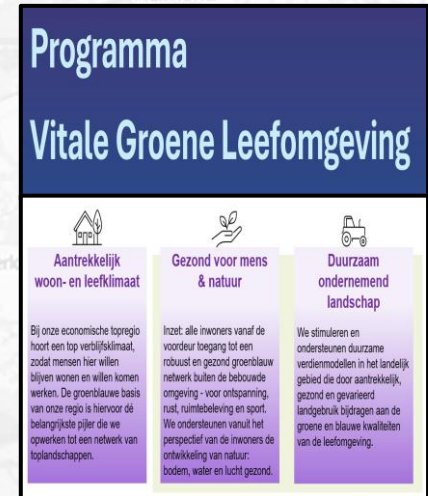 Programma
Vitale Groene Leefomgeving
Aantrekkelijk
woon- en leefklimaat
Bij onze economische topregio
hoort een top verblijfsklimaat,
zodat mensen hier willen
blijven wonen en willen komen
werken. De groenblauwe basis
van onze regio is hiervoor dé
belangrijkste pijler die we
opwerken tot een netwerk van
toplandschappen.
Gezond voor mens
& natuur
Inzet: alle inwoners vanaf de
voordeur toegang tot een
robuust en gezond groenblauw
netwerk buiten de bebouwde
omgeving - voor ontspanning,
rust, ruimtebeleving en sport.
We ondersteunen vanuit het
perspectief van de inwoners de
ontwikkeling van natuur:
bodem, water en lucht gezond.
Duurzaam
ondernemend
landschap
We stimuleren en
ondersteunen duurzame
verdienmodellen in het landelijk
gebied die door aantrekkelijk,
gezond en gevarieerd
landgebruik bijdragen aan de
groene en blauwe kwaliteiten
van de leefomgeving.